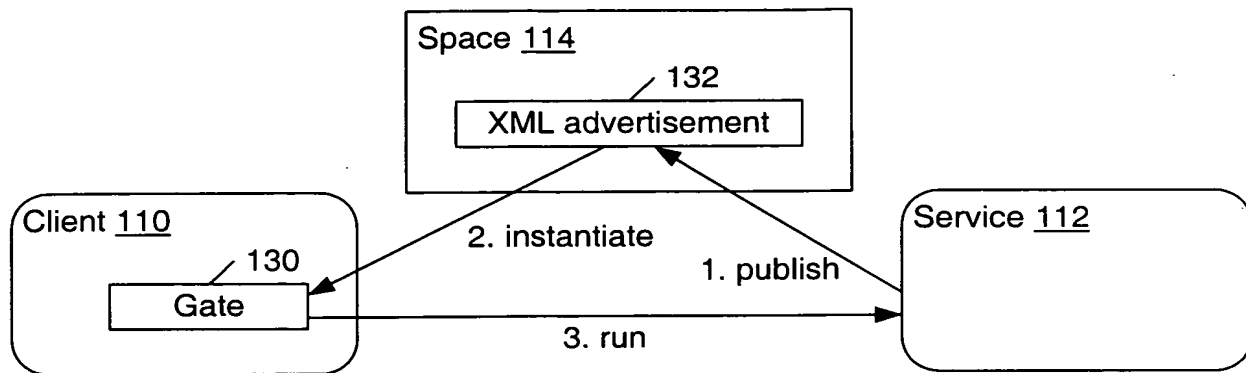 Space 114
132
XML advertisement
Client 110
2. instantiate
Service 112
130
1. publish
Gate
3. run